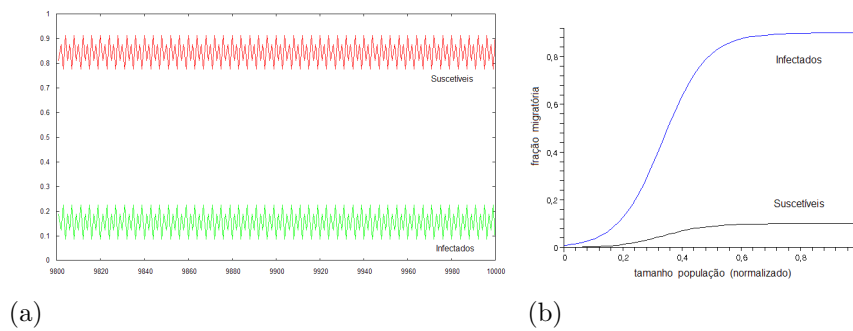 1
0.9
0.8
0.7
0.6
0.5
0.4
0.3
0.2
0.1
0
Suscetíveis
Infectados
9800 9820 9840 9860 9880 9900 9920 9940 9960 9980 10000
(a)
fração migratória
0,8
0,6
0,4
0,2
0
Infectados
Suscetíveis
0 0,2 0,4 0,6 0,8
tamanho população (normalizado)
(b)